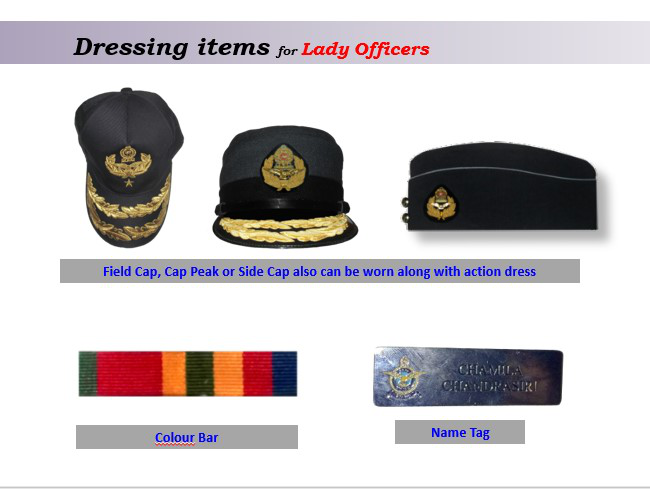 Dressing items for Lady Officers
Field Cap, Cap Peak or Side Cap also can be worn along with action dress
CHAMILA
CHANDRASIRI
Colour Bar
Name Tag